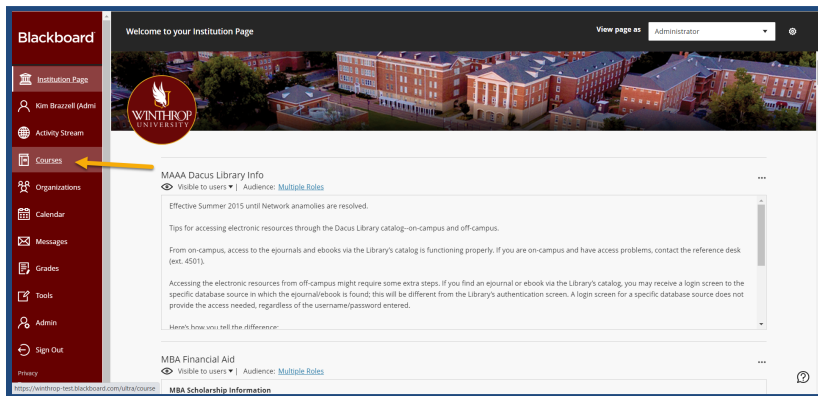 Blackboard
Institution Page
Kim Brazzell (Admi
Activity Stream
Courses
Organizations
Calendar
Messages
Grades
Tools
Admin
Sign Out
Privacy
https://winthrop-test.blackboard.com/ultra/course
Welcome to your Institution Page
View page as
Administrator
WINTHROP
UNIVERSITY
MAAA Dacus Library Info
Visible to users | Audience: Multiple Roles
Effective Summer 2015 until Network anamolies are resolved.
Tips for accessing electronic resources through the Dacus Library catalog--on-campus and off-campus.
From on-campus, access to the ejournals and ebooks via the Library's catalog is functioning properly. If you are on-campus and have access problems, contact the reference desk
(ext. 4501).
Accessing the electronic resources from off-campus might require some extra steps. If you find an ejournal or ebook via the Library's catalog, you may receive a login screen to the
specific database source in which the ejournal/ebook is found; this will be different from the Library's authentication screen. A login screen for a specific database source does not
provide the access needed, regardless of the username/password entered.
Here's how you tell the difference:
MBA Financial Aid
Visible to users | Audience: Multiple Roles
MBA Scholarship Information